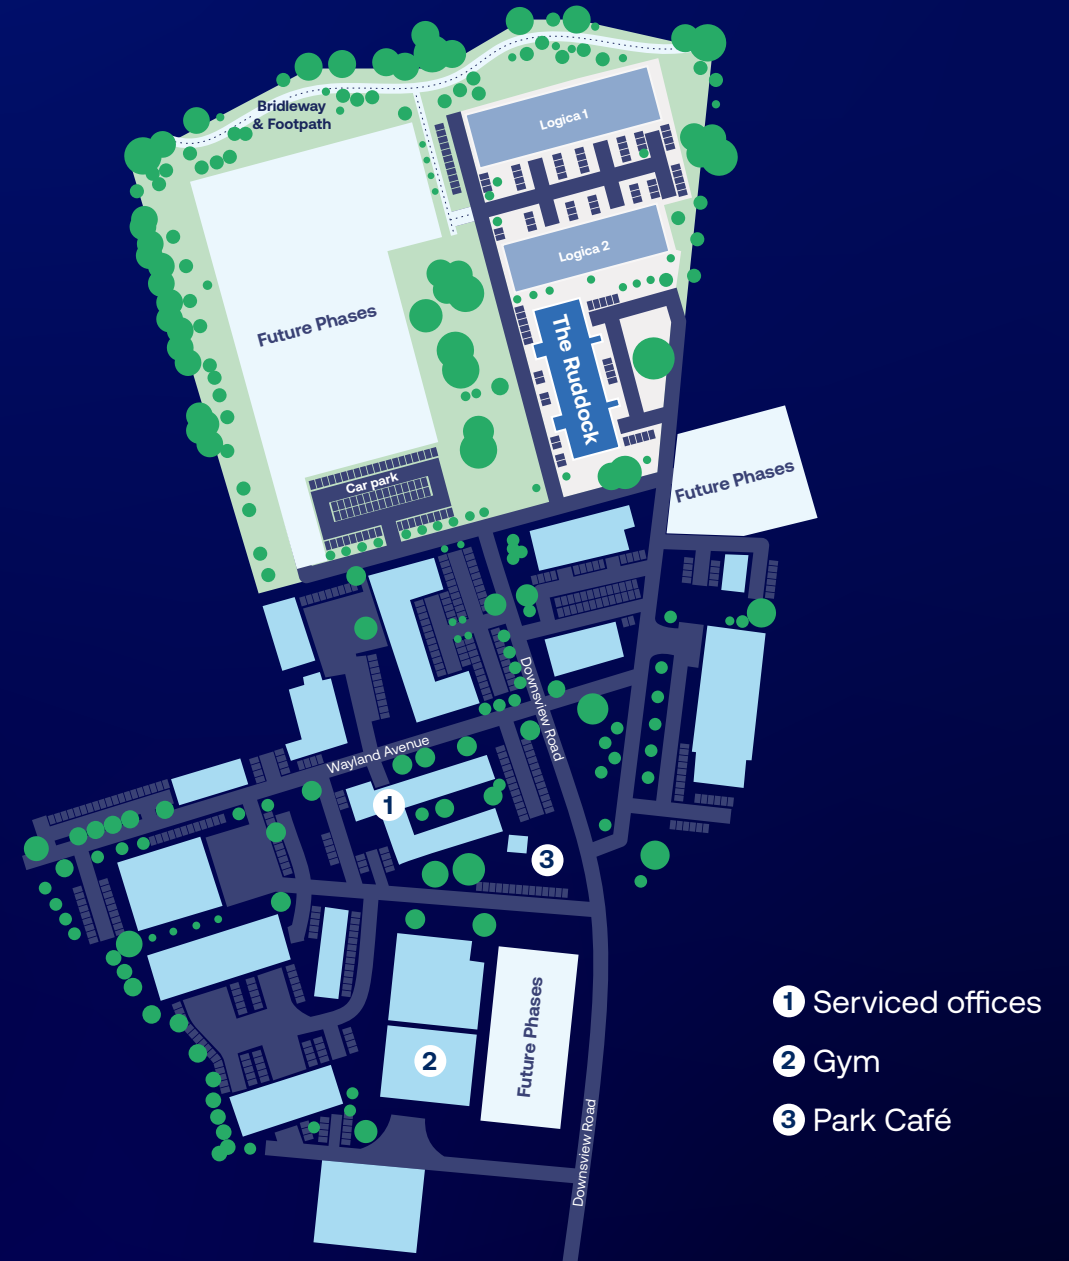 Bridleway
& Footpath
Logica 1
Logica 2
Future Phases
The Ruddock
Future Phases
Car park
Downsview Road
Wayland Avenue
1
3
Future Phases
2
Downsview Road
1 Serviced offices
2 Gym
3 Park Café